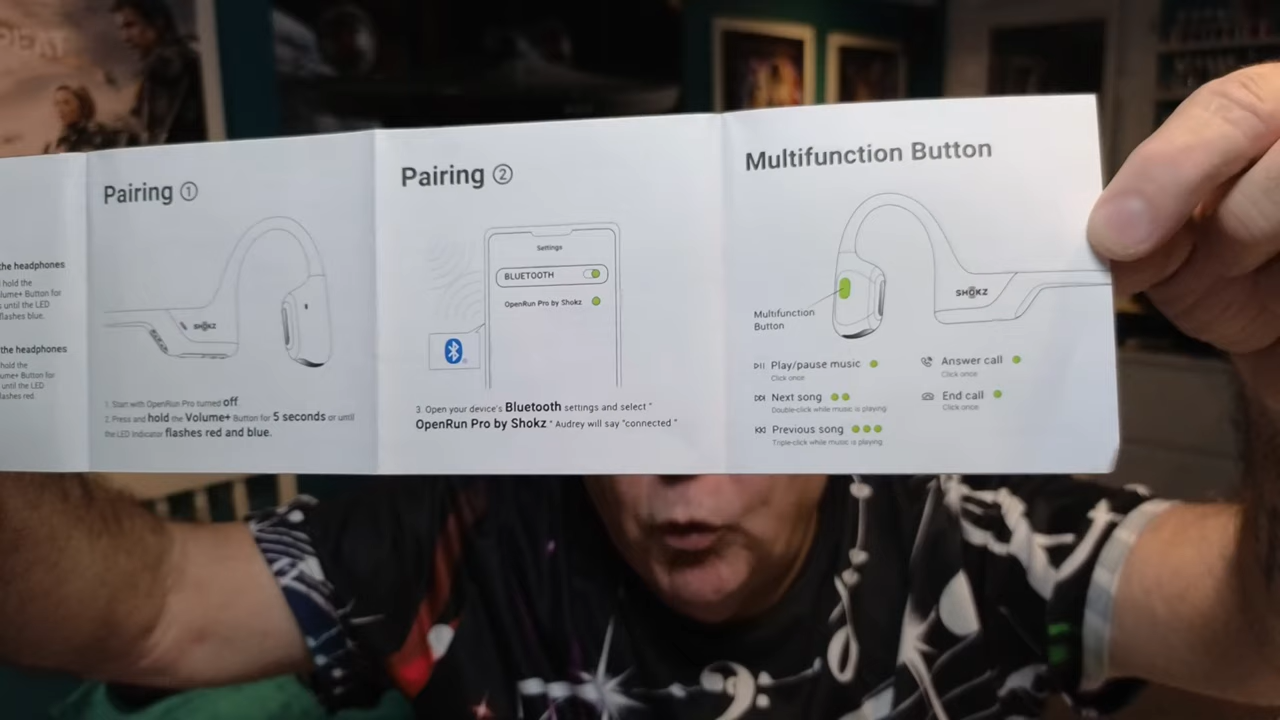 PEAT
the headphones
hold the
lume+ Button for
until the LED
flashes blue.
the headphones
hold the
ume+ Button for
until the LED
lashes red.
Pairing ①
SHOKZ
1. Start with OpenRun Pro turned off.
2. Press and hold the Volume+ Button for 5 seconds or until
the LED Indicator flashes red and blue.
Pairing ②
Settings
BLUETOOTH
OpenRun Pro by Shokz
3. Open your device's Bluetooth settings and select "
OpenRun Pro by Shokz " Audrey will say "connected "
Multifunction Button
SHOKZ
Multifunction
Button
Play/pause music
Click once
Next song
Double-click while music is playing
Previous song
Triple-click while music is playing
Answer call
Click once
End call
Click once